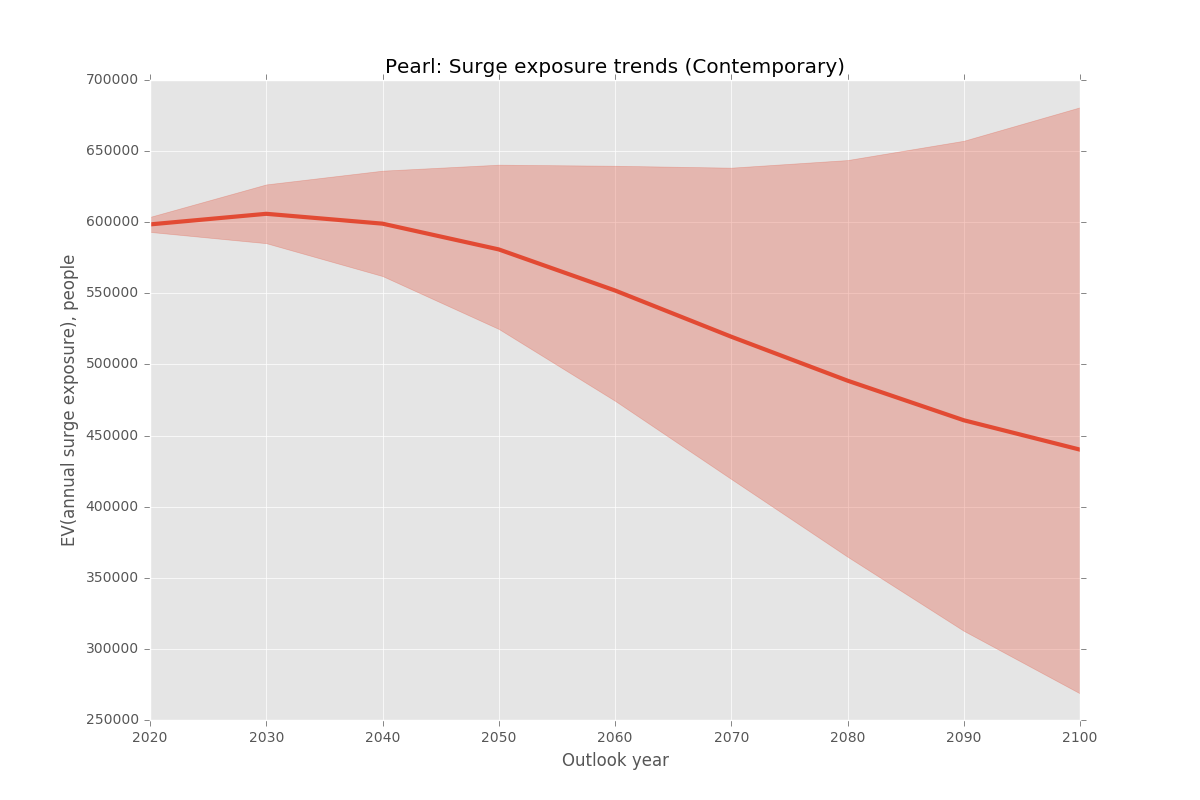 Pearl: Surge exposure trends (Contemporary)
EV(annual surge exposure), people
700000
650000
600000
550000
500000
450000
400000
350000
300000
250000
2020 2030 2040 2050 2060 2070 2080 2090 2100
Outlook year